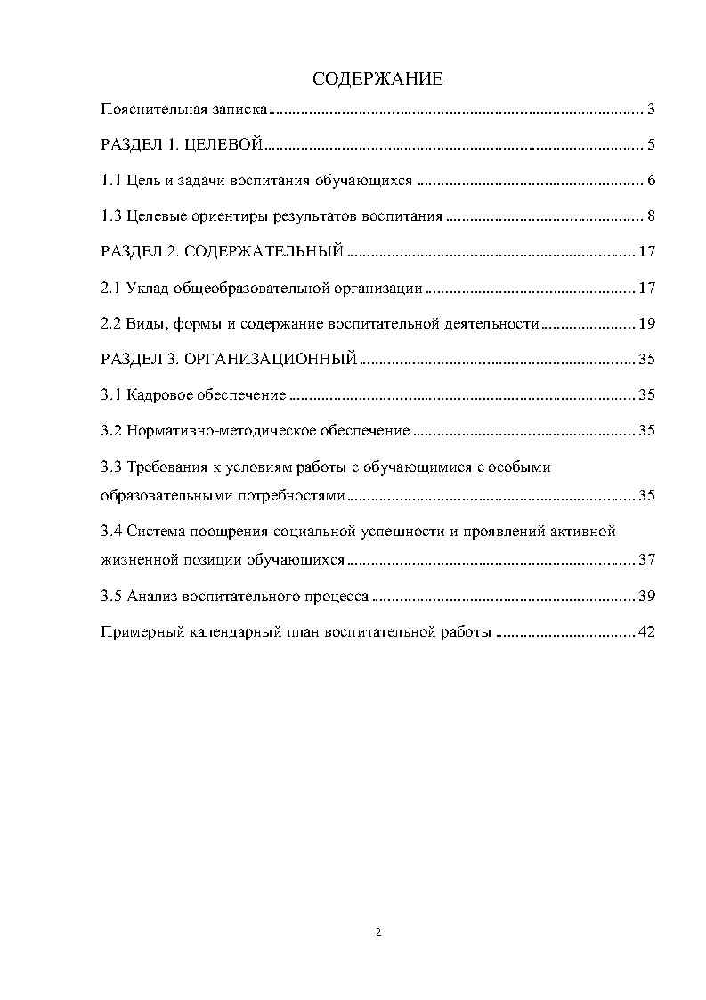 СОДЕРЖАНИЕ
Пояснительная записка........................................................................................... 3
РАЗДЕЛ 1. ЦЕЛЕВОЙ............................................................................................ 5
1.1 Цель и задачи воспитания обучающихся ....................................................... 6
1.3 Целевые ориентиры результатов воспитания ................................................ 8
РАЗДЕЛ 2. СОДЕРЖАТЕЛЬНЫЙ ...................................................................... 17
2.1 Уклад общеобразовательной организации ................................................... 17
2.2 Виды, формы и содержание воспитательной деятельности....................... 19
РАЗДЕЛ 3. ОРГАНИЗАЦИОННЫЙ ................................................................... 35
3.1 Кадровое обеспечение .................................................................................... 35
3.2 Нормативно-методическое обеспечение ...................................................... 35
3.3 Требования к условиям работы с обучающимися с особыми
образовательными потребностями...................................................................... 35
3.4 Система поощрения социальной успешности и проявлений активной
жизненной позиции обучающихся ...................................................................... 37
3.5 Анализ воспитательного процесса ................................................................ 39
Примерный календарный план воспитательной работы .................................. 42
2